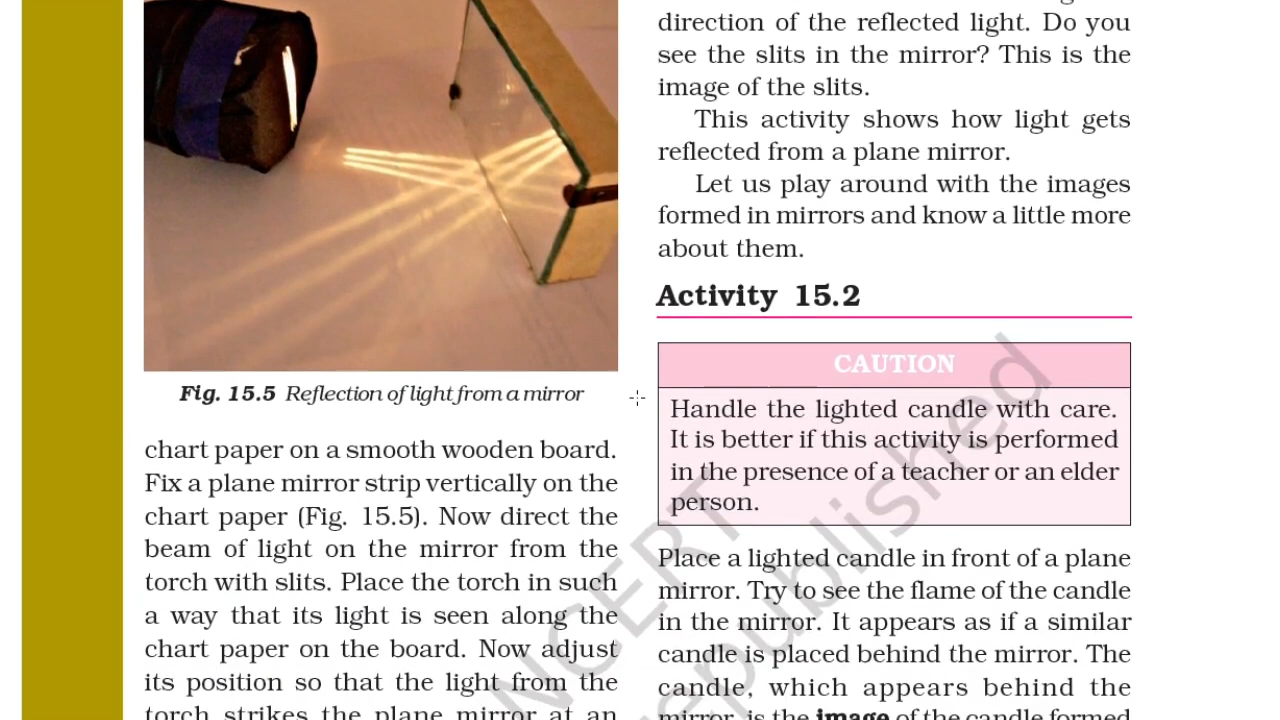 Fig. 15.5 Reflection of light from a mirror
chart paper on a smooth wooden board.
Fix a plane mirror strip vertically on the
chart paper (Fig. 15.5). Now direct the
beam of light on the mirror from the
torch with slits. Place the torch in such
a way that its light is seen along the
chart paper on the board. Now adjust
its position so that the light from the
torch strikes the plane mirror at an
direction of the reflected light. Do you
see the slits in the mirror? This is the
image of the slits.
This activity shows how light gets
reflected from a plane mirror.
Let us play around with the images
formed in mirrors and know a little more
about them.
Activity 15.2
CAUTION
Handle the lighted candle with care.
It is better if this activity is performed
in the presence of a teacher or an elder
person.
Place a lighted candle in front of a plane
mirror. Try to see the flame of the candle
in the mirror. It appears as if a similar
candle is placed behind the mirror. The
candle, which appears behind the
mirror, is the image of the candle formed
NCERT
republished